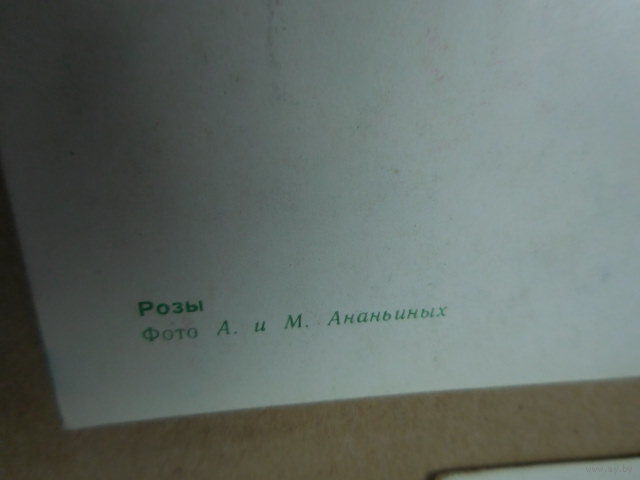 Розы
Фото А. и М. Ананьиных